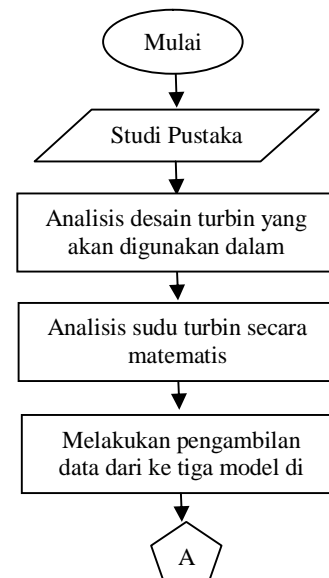 Mulai
Studi Pustaka
Analisis desain turbin yang
akan digunakan dalam
Analisis sudu turbin secara
matematis
Melakukan pengambilan
data dari ke tiga model di
A